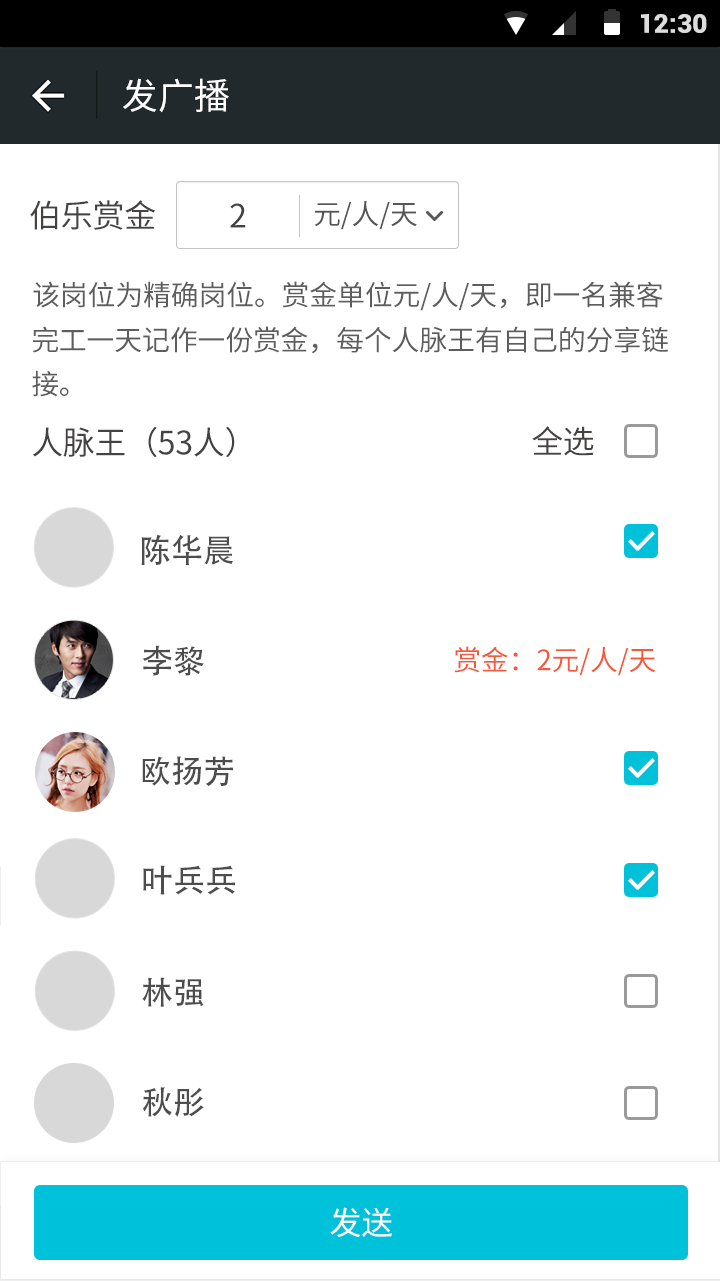 12:30
发广播
伯乐赏金 2 元/人/天
该岗位为精确岗位。赏金单位元/人/天，即一名兼客
完工一天记作一份赏金，每个人脉王有自己的分享链
接。
人脉王（53人） 全选
陈华晨
李黎 赏金：2元/人/天
欧扬芳
叶兵兵
林强
秋彤
发送